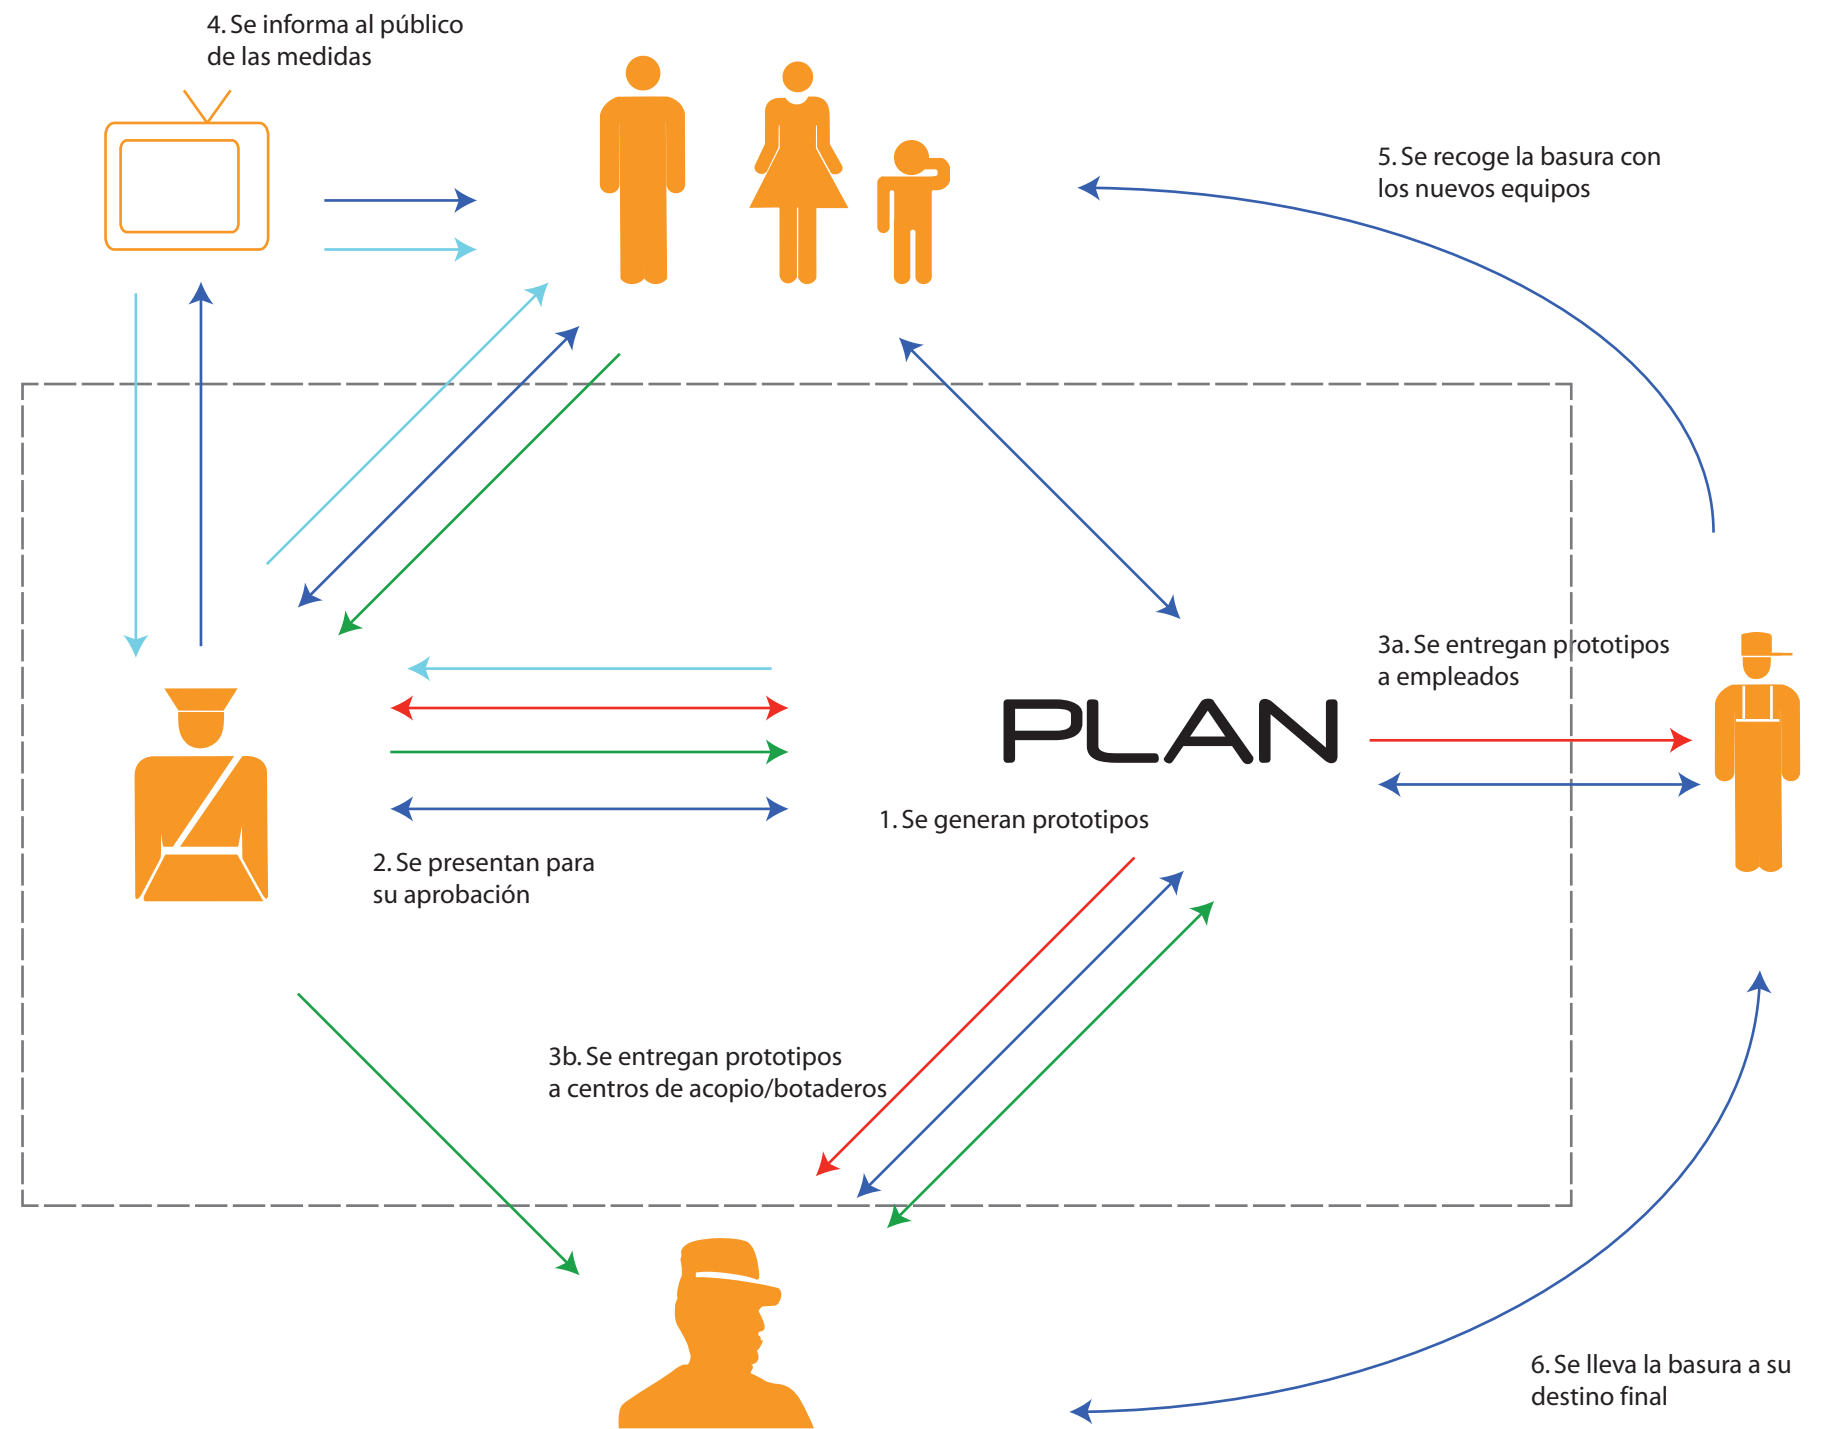 4. Se informa al público
de las medidas
5. Se recoge la basura con
los nuevos equipos
3a. Se entregan prototipos
a empleados
PLAN
1. Se generan prototipos
2. Se presentan para
su aprobación
3b. Se entregan prototipos
a centros de acopio/botaderos
6. Se lleva la basura a su
destino final